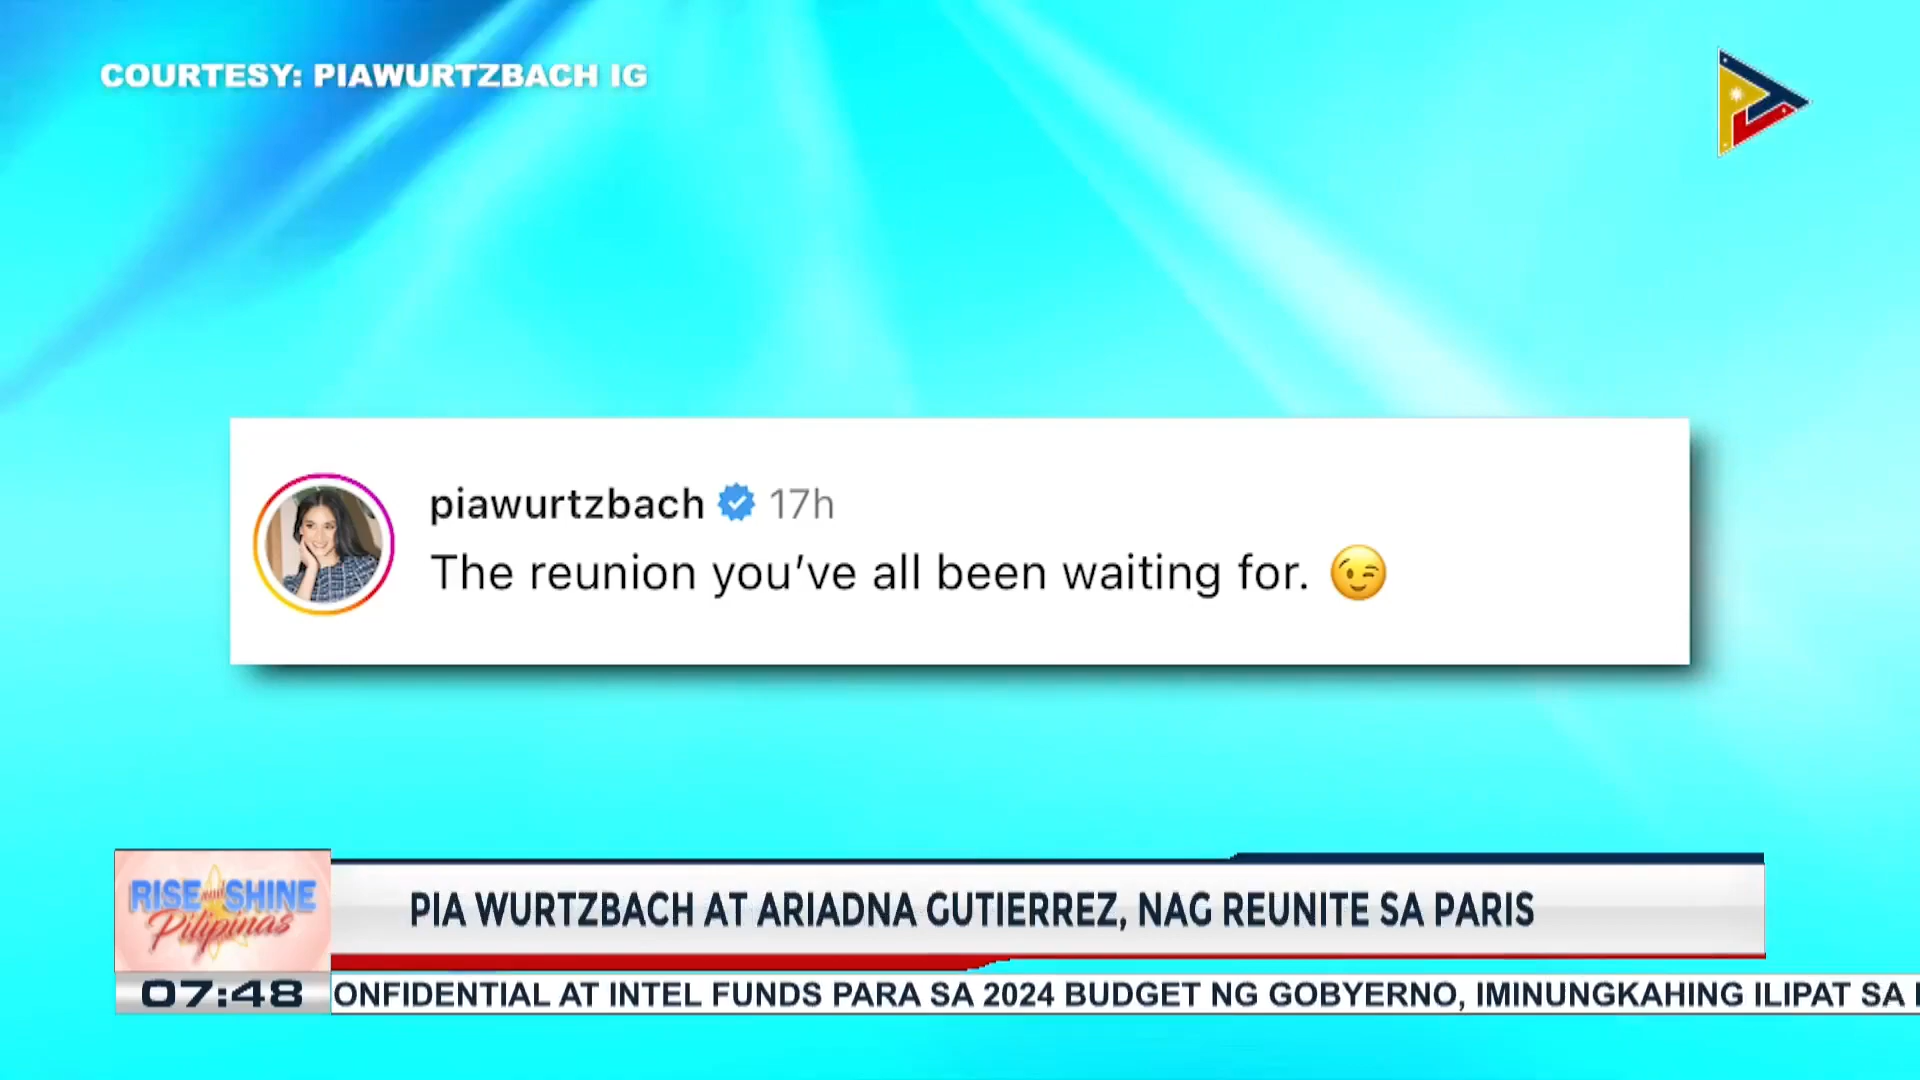 COURTESY: PIAWURTZBACH IG
piawurtzbach 17h
The reunion you’ve all been waiting for. 😉
RISE and SHINE
Pilipinas
PIA WURTZBACH AT ARIADNA GUTIERREZ, NAG REUNITE SA PARIS
07:48
ONFIDENTIAL AT INTEL FUNDS PARA SA 2024 BUDGET NG GOBYERNO, IMINUNGKAHING ILIPAT SA